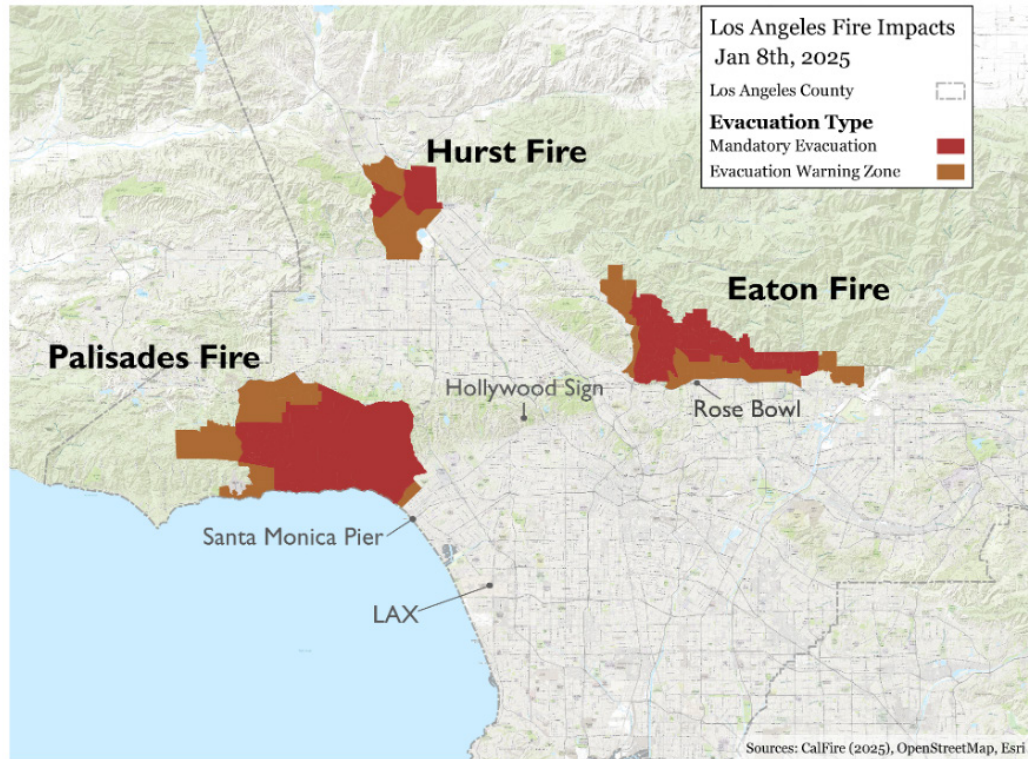 Los Angeles Fire Impacts
Jan 8th, 2025
Los Angeles County
Evacuation Type
Mandatory Evacuation
Evacuation Warning Zone
Hurst Fire
Eaton Fire
Palisades Fire
Hollywood Sign
Rose Bowl
Santa Monica Pier
LAX
Sources: CalFire (2025), OpenStreetMap, Esri